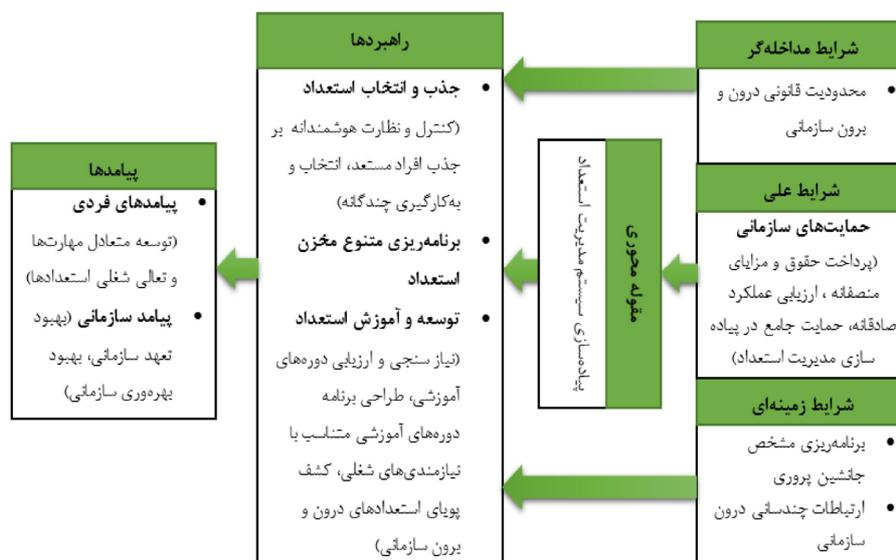 شرایط مداخله‌گر
• محدودیت قانونی درون و
برون سازمانی
شرایط علی
حمایت‌های سازمانی
(پرداخت حقوق و مزایای
منصفانه ، ارزیابی عملکرد
صادقانه، حمایت جامع در پیاده
سازی مدیریت استعداد)
شرایط زمینه‌ای
• برنامه‌ریزی مشخص
جانشین پروری
• ارتباطات چندسانی درون
سازمانی
مقوله محوری
پیاده‌سازی سیستم مدیریت استعداد
راهبردها
• جذب و انتخاب استعداد
(کنترل و نظارت هوشمندانه بر
جذب افراد مستعد، انتخاب و
به‌کارگیری چندگانه)
• برنامه‌ریزی متنوع مخزن
استعداد
• توسعه و آموزش استعداد
(نیاز سنجی و ارزیابی دوره‌های
آموزشی، طراحی برنامه
دوره‌های آموزشی متناسب با
نیازمندی‌های شغلی، کشف
پویای استعدادهای درون و
برون سازمانی)
پیامدها
• پیامدهای فردی
(توسعه متعادل مهارت‌ها
و تعالی شغلی استعدادها)
• پیامد سازمانی (بهبود
تعهد سازمانی، بهبود
بهره‌وری سازمانی)